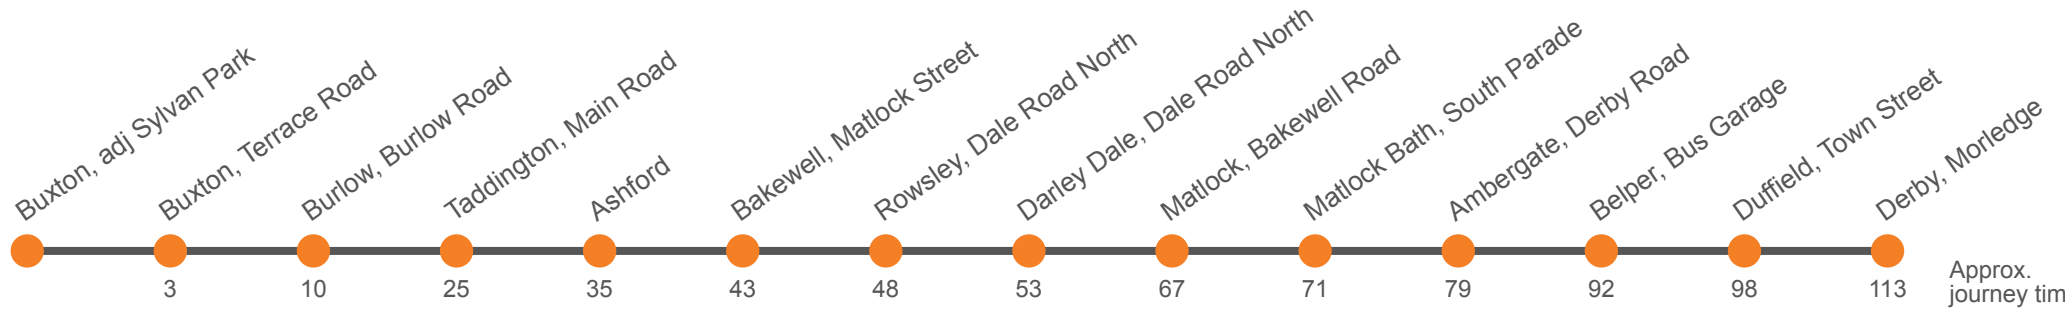 Buxton, adj Sylvan Park
Buxton, Terrace Road
Burlow, Burlow Road
Taddington, Main Road
Ashford
Bakewell, Matlock Street
Rowsley, Dale Road North
Darley Dale, Dale Road North
Matlock, Bakewell Road
Matlock Bath, South Parade
Ambergate, Derby Road
Belper, Bus Garage
Duffield, Town Street
Derby, Morledge
3 10 25 35 43 48 53 67 71 79 92 98 113
Approx.
journey tim